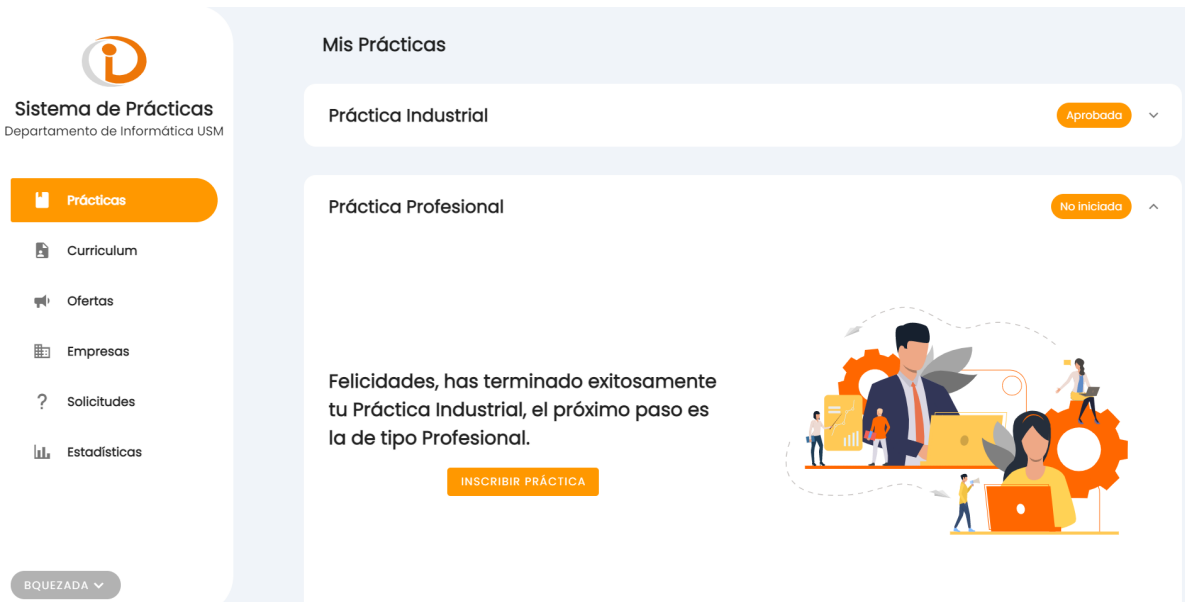 Sistema de Prácticas
Departamento de Informática USM
Prácticas
Curriculum
Ofertas
Empresas
Solicitudes
Estadísticas
BQUEZADA
Mis Prácticas
Práctica Industrial
Aprobada
Práctica Profesional
No iniciada
Felicidades, has terminado exitosamente
tu Práctica Industrial, el próximo paso es
la de tipo Profesional.
INSCRIBIR PRÁCTICA